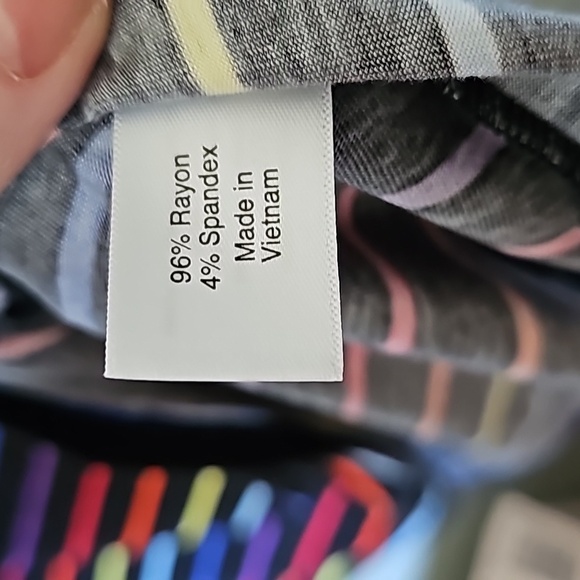 96% Rayon
4% Spandex
Made in
Vietnam